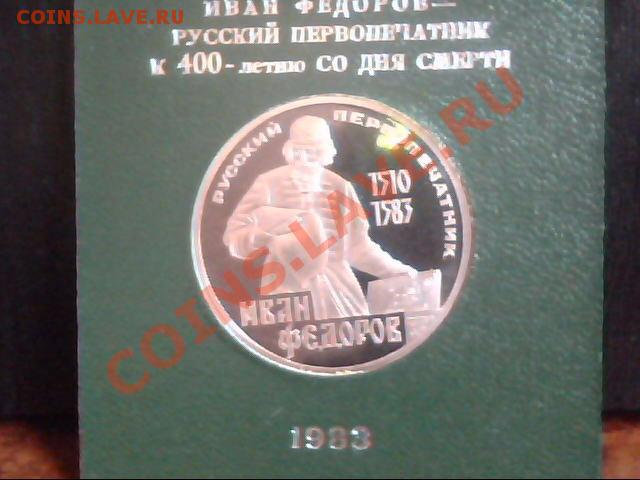 COINS.ЛАVE.RU
ИВАН ФЕДОРОВ—
РУССКИЙ ПЕРВОПЕЧАТНИК
К 400-летию СО ДНЯ СМЕРТИ
РУССКИЙ ПЕРВОПЕЧАТНИК
1510
1583
ИВАН
ФЕДОРОВ
1983
COINS.LAVE.RU